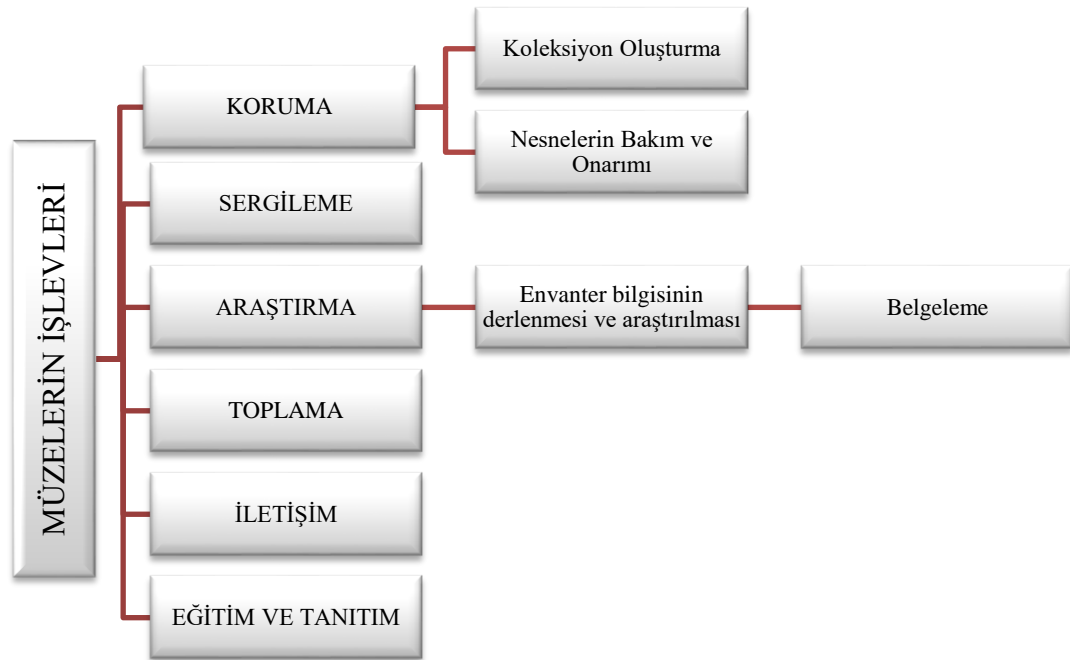 MÜZELERİN İŞLEVLERİ
KORUMA
Koleksiyon Oluşturma
Nesnelerin Bakım ve
Onarımı
SERGİLEME
ARAŞTIRMA
Envanter bilgisinin
derlenmesi ve araştırılması
Belgeleme
TOPLAMA
İLETİŞİM
EĞİTİM VE TANITIM